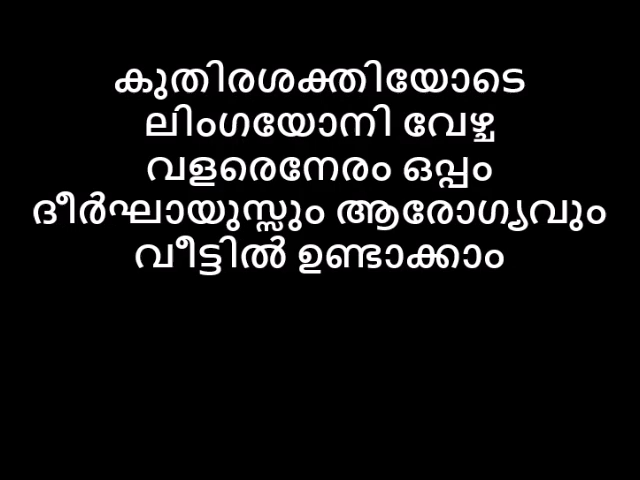 കുതിരശക്തിയോടെ
ലിംഗയോനി വേഴ്ച
വളരെനേരം ഒപ്പം
ദീർഘായുസ്സും ആരോഗ്യവും
വീട്ടിൽ ഉണ്ടാക്കാം